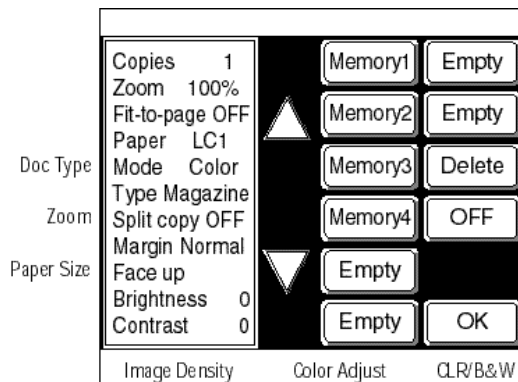 Copies 1
Zoom 100%
Fit-to-page OFF
Paper LC1
Mode Color
Type Magazine
Split copy OFF
Margin Normal
Face up
Brightness 0
Contrast 0
Memory1 Empty
Memory2 Empty
Memory3 Delete
Memory4 OFF
Empty
Empty OK
Doc Type
Zoom
Paper Size
Image Density Color Adjust CLR/B&W